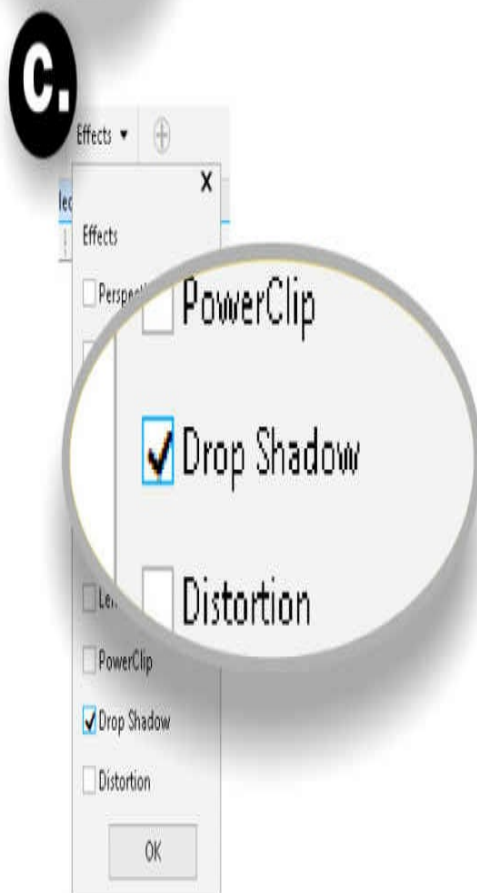 C.
Effects
Effects
X
PowerClip
Drop Shadow
Distortion
PowerClip
Drop Shadow
Distortion
OK